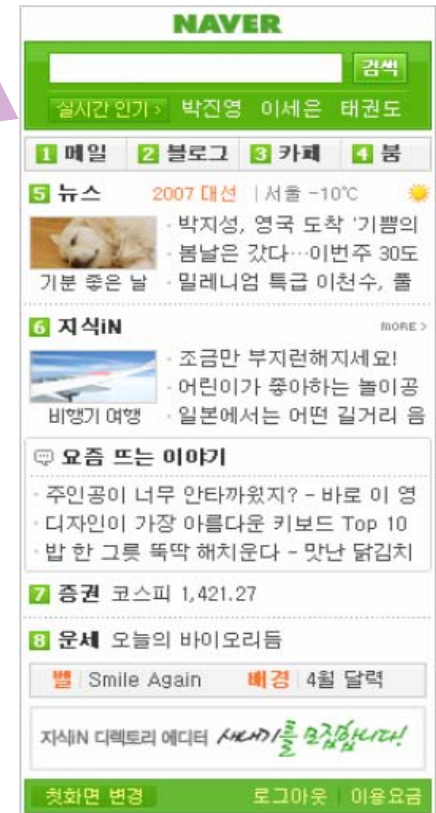 NAVER
검색
실시간 인기 > 박진영 이세은 태권도
1 메일 2 블로그 3 카페 4 붐
5 뉴스 2007 대선 | 서울 -10℃
· 박지성, 영국 도착 '기쁨의
· 봄날은 갔다…이번주 30도
기분 좋은 날 · 밀레니엄 특급 이천수, 풀
6 지식iN MORE >
· 조금만 부지런해지세요!
· 어린이가 좋아하는 놀이공
비행기 여행 · 일본에서는 어떤 길거리 음
요즘 뜨는 이야기
· 주인공이 너무 안타까웠지? - 바로 이 영
· 디자인이 가장 아름다운 키보드 Top 10
· 밥 한 그릇 뚝딱 해치운다 - 맛난 닭김치
7 증권 코스피 1,421.27
8 운세 오늘의 바이오리듬
벨 | Smile Again 배경 | 4월 달력
지식iN 디렉토리 에디터 새내기를 모집합니다!
첫화면 변경 로그아웃 | 이용요금